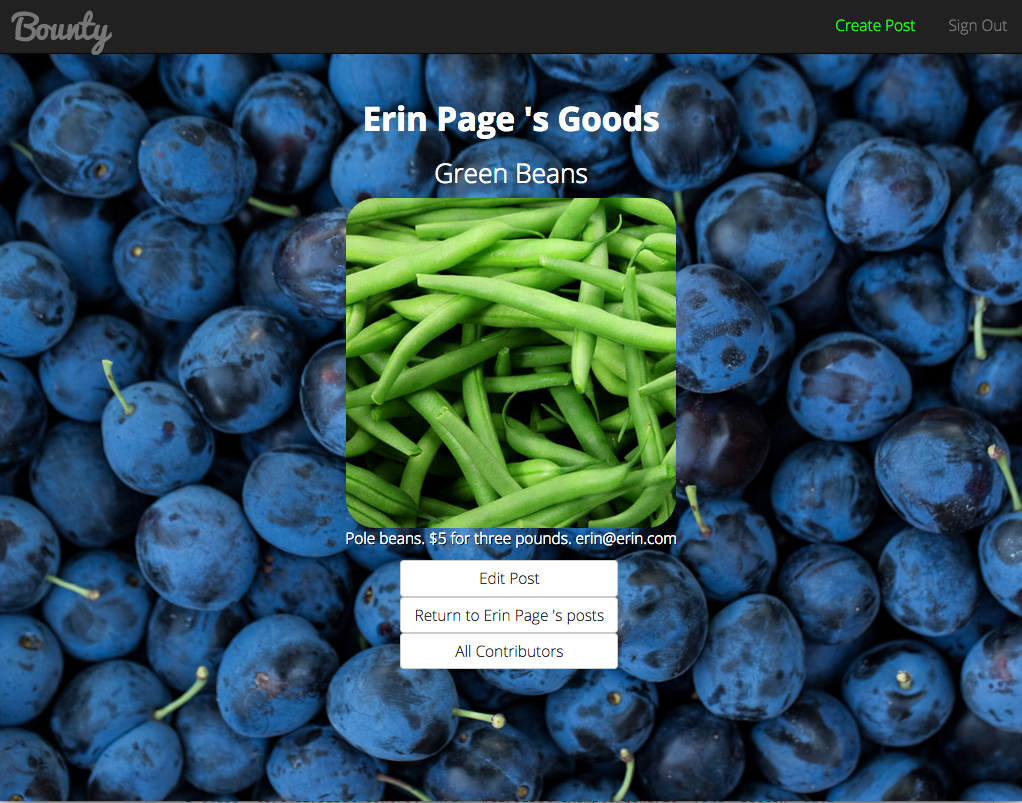 Bounty
Create Post
Sign Out
Erin Page 's Goods
Green Beans
Pole beans. $5 for three pounds. erin@erin.com
Edit Post
Return to Erin Page 's posts
All Contributors